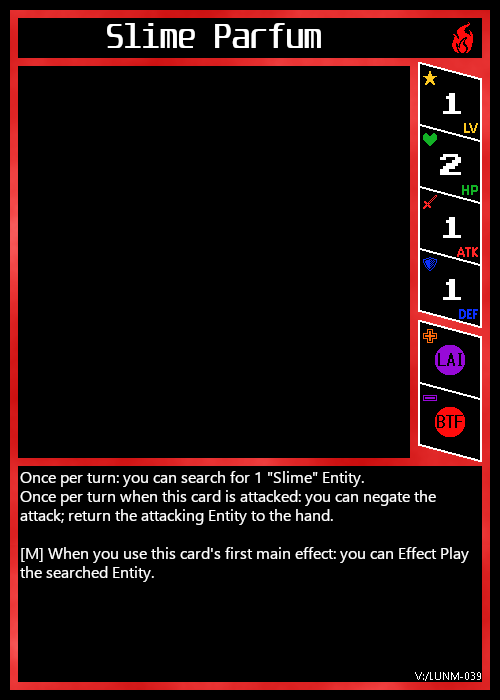 Slime Parfum
1
LV
2
HP
1
ATK
1
DEF
LAI
BTF
Once per turn: you can search for 1 "Slime" Entity.
Once per turn when this card is attacked: you can negate the
attack; return the attacking Entity to the hand.
[M] When you use this card's first main effect: you can Effect Play
the searched Entity.
V:/LUNM-039